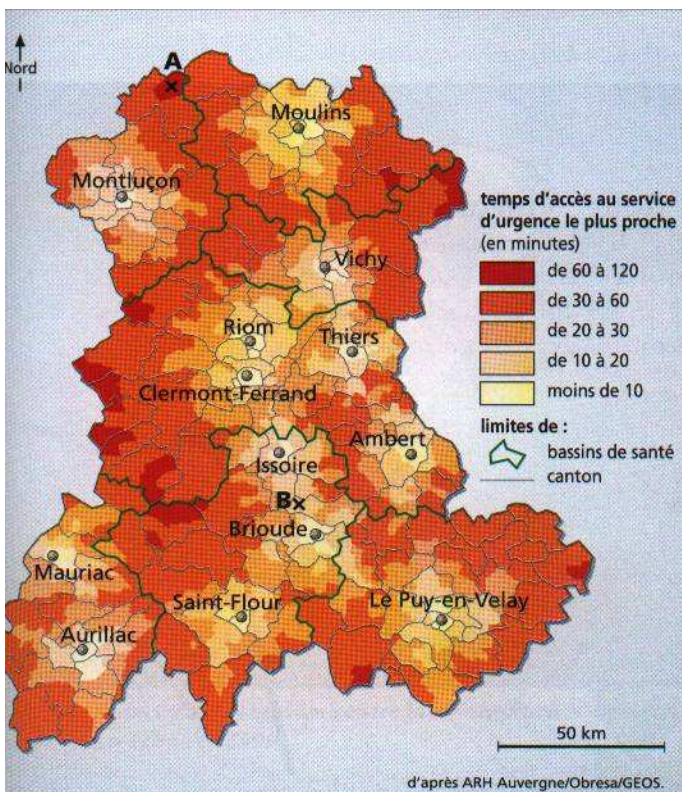 A
Nord
Moulins
Montluçon
Vichy
Riom
Thiers
Clermont-Ferrand
Ambert
Issoire
B
Brioude
Mauriac
Saint-Flour
Le Puy-en-Velay
Aurillac
temps d'accès au service
d'urgence le plus proche
(en minutes)
de 60 à 120
de 30 à 60
de 20 à 30
de 10 à 20
moins de 10
limites de :
bassins de santé
canton
50 km
d'après ARH Auvergne/Obresa/GEOS.